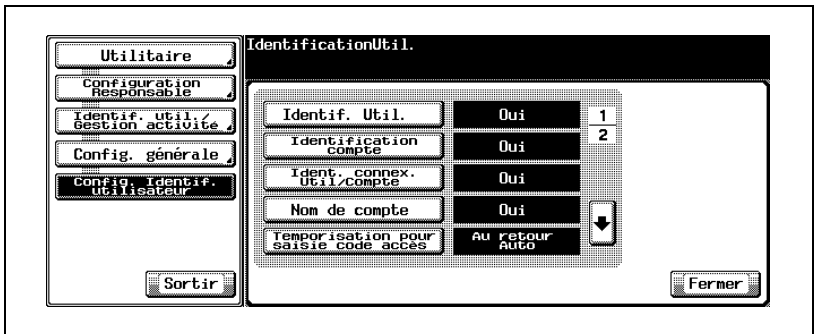 IdentificationUtil.
Utilitaire
Configuration
Responsable
Identif. util./
Gestion activité
Config. générale
Config. Identif.
utilisateur
Sortir
Identif. Util.
Oui
Identification
compte
Oui
Ident. connex.
Util/Compte
Oui
Nom de compte
Oui
Temporisation pour
saisie code accès
Au retour
Auto
1
2
Fermer